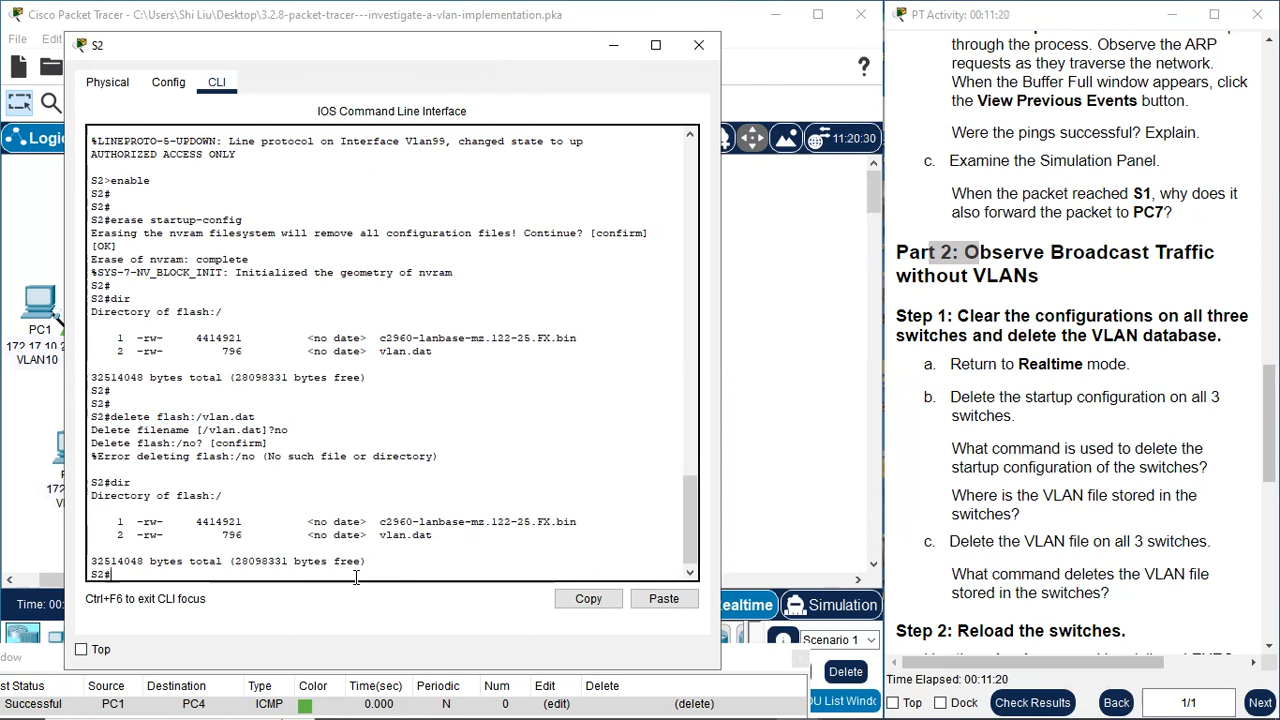 Cisco Packet Tracer - C:\Users\Shi Liu\Desktop\3.2.8-packet-tracer---investigate-a-vlan-implementation.pka
File Edit
Logic
11:20:30
PC1
VLAN10
S2
Physical Config CLI
IOS Command Line Interface
%LINEPROTO-5-UPDOWN: Line protocol on Interface Vlan99, changed state to up
AUTHORIZED ACCESS ONLY
S2>enable
S2#
S2#
S2#erase startup-config
Erasing the nvram filesystem will remove all configuration files! Continue? [confirm]
[OK]
Erase of nvram: complete
%SYS-7-NV_BLOCK_INIT: Initialized the geometry of nvram
S2#
S2#dir
Directory of flash:/
1 -rw- 4414921 <no date> c2960-lanbase-mz.122-25.FX.bin
2 -rw- 796 <no date> vlan.dat
32514048 bytes total (28098331 bytes free)
S2#
S2#
S2#delete flash:/vlan.dat
Delete filename [/vlan.dat]?no
Delete flash:/no? [confirm]
%Error deleting flash:/no (No such file or directory)
S2#dir
Directory of flash:/
1 -rw- 4414921 <no date> c2960-lanbase-mz.122-25.FX.bin
2 -rw- 796 <no date> vlan.dat
32514048 bytes total (28098331 bytes free)
S2#
Ctrl+F6 to exit CLI focus
Copy Paste
Top
Time: 00:
ealtime Simulation
Scenario 1
dow
Delete
DU List Windo
st Status Source Destination Type Color Time(sec) Periodic Num Edit Delete
Successful PC1 PC4 ICMP 0.000 N 0 (edit) (delete)
PT Activity: 00:11:20
through the process. Observe the ARP
requests as they traverse the network.
When the Buffer Full window appears, click
the View Previous Events button.
Were the pings successful? Explain.
c. Examine the Simulation Panel.
When the packet reached S1, why does it
also forward the packet to PC7?
Part 2: Observe Broadcast Traffic
without VLANs
Step 1: Clear the configurations on all three
switches and delete the VLAN database.
a. Return to Realtime mode.
b. Delete the startup configuration on all 3
switches.
What command is used to delete the
startup configuration of the switches?
Where is the VLAN file stored in the
switches?
c. Delete the VLAN file on all 3 switches.
What command deletes the VLAN file
stored in the switches?
Step 2: Reload the switches.
Time Elapsed: 00:11:20
Top Dock Check Results Back 1/1 Next